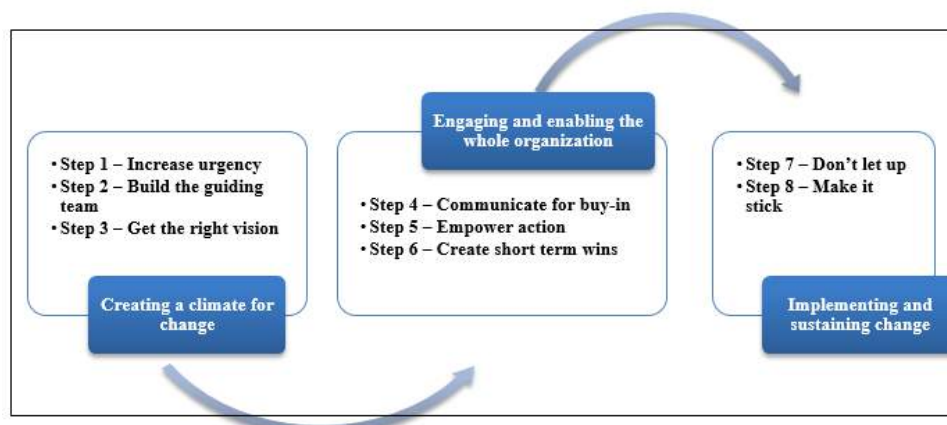 • Step 1 – Increase urgency
• Step 2 – Build the guiding
team
• Step 3 – Get the right vision
Creating a climate for
change
Engaging and enabling the
whole organization
• Step 4 – Communicate for buy-in
• Step 5 – Empower action
• Step 6 – Create short term wins
• Step 7 – Don’t let up
• Step 8 – Make it
stick
Implementing and
sustaining change